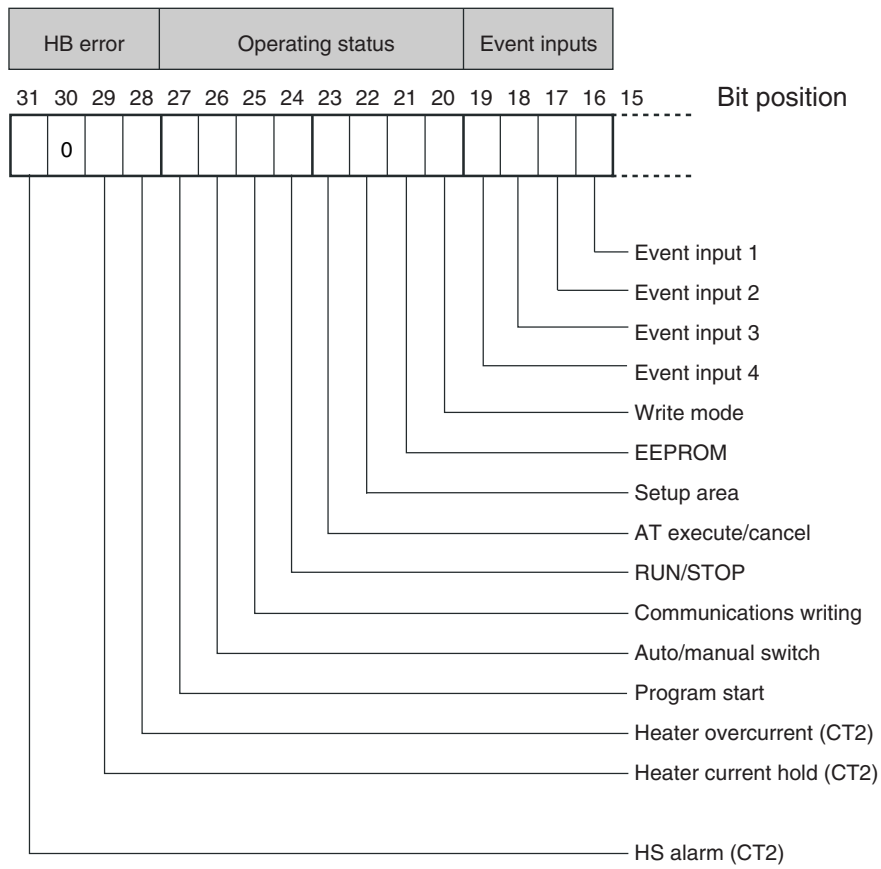 HB error Operating status Event inputs
31 30 29 28 27 26 25 24 23 22 21 20 19 18 17 16 15 Bit position
0
Event input 1
Event input 2
Event input 3
Event input 4
Write mode
EEPROM
Setup area
AT execute/cancel
RUN/STOP
Communications writing
Auto/manual switch
Program start
Heater overcurrent (CT2)
Heater current hold (CT2)
HS alarm (CT2)